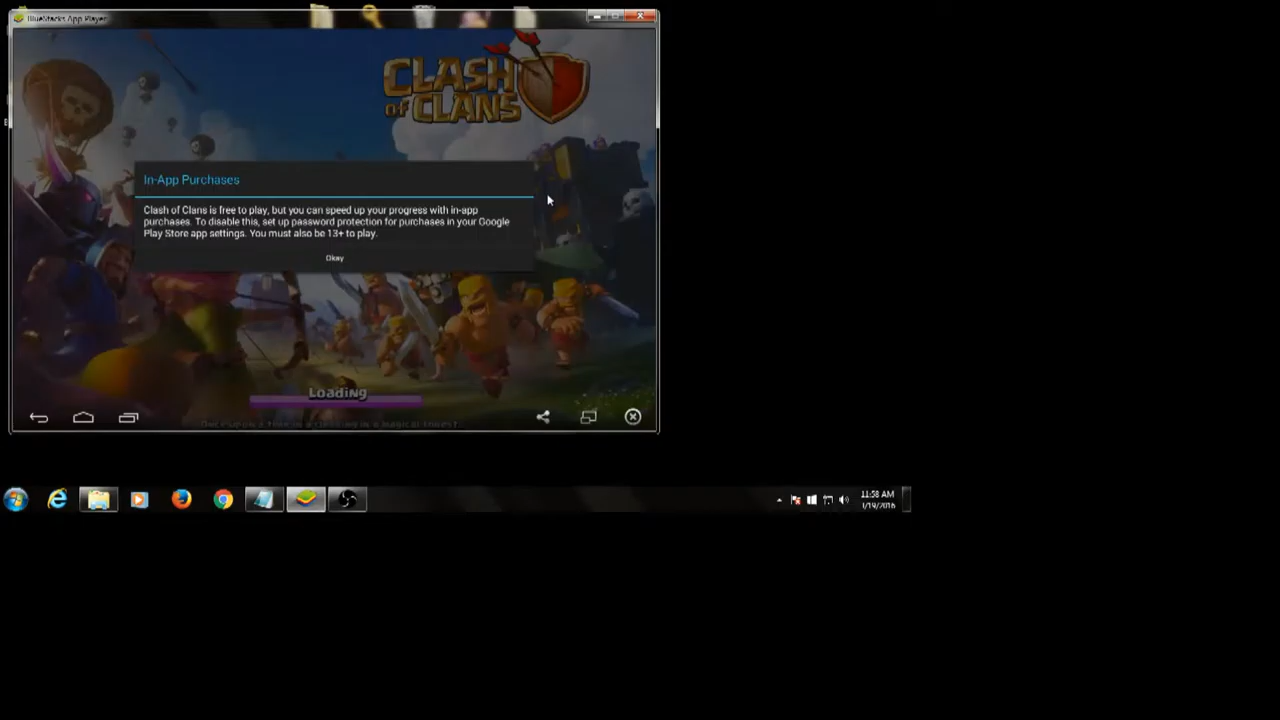 BlueStacks App Player
CLASH
OF CLANS
In-App Purchases
Clash of Clans is free to play, but you can speed up your progress with in-app
purchases. To disable this, set up password protection for purchases in your Google
Play Store app settings. You must also be 13+ to play.
Okay
Loading
11:58 AM
1/19/2016